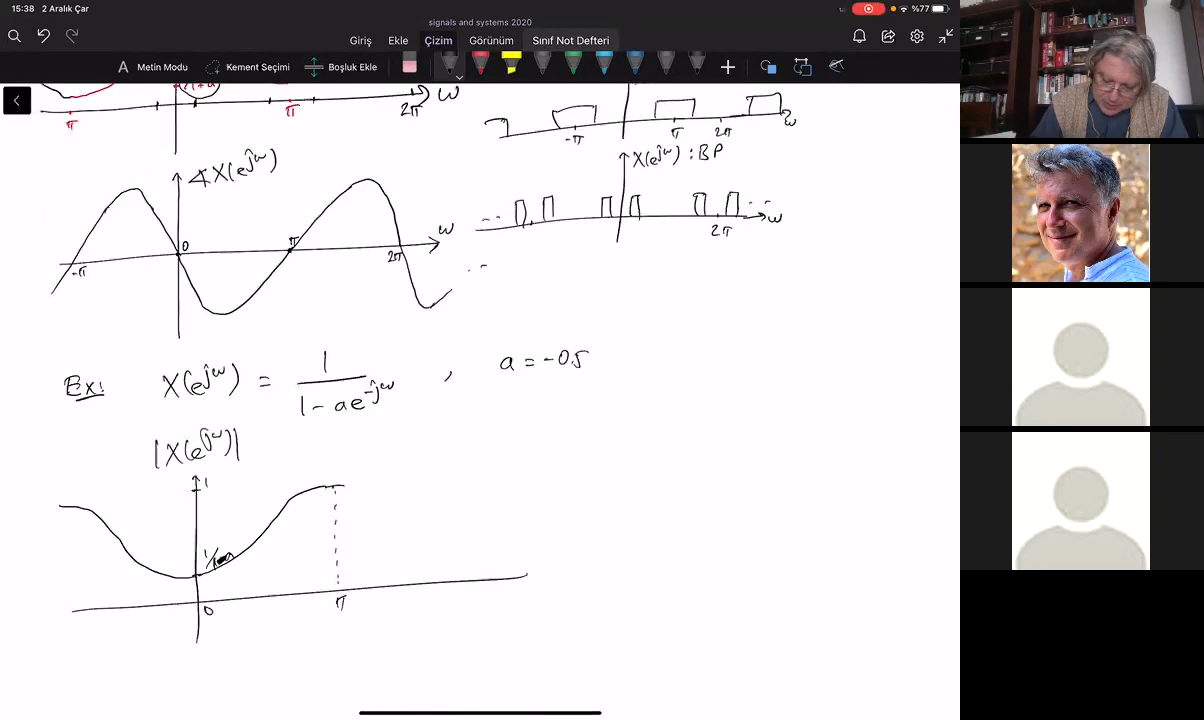 15:38 2 Aralık Çar
%77
signals and systems 2020
Giriş Ekle Çizim Görünüm Sınıf Not Defteri
A Metin Modu Kement Seçimi Boşluk Ekle
π π 2π ω
-π π 2π ω
∢X(e^jω)
-π 0 π 2π ω
X(e^jω) : BP
2π ω
Ex: X(e^jω) = 1 / (1 - ae^-jω) , a = -0.5
|X(e^jω)|
1
0 π